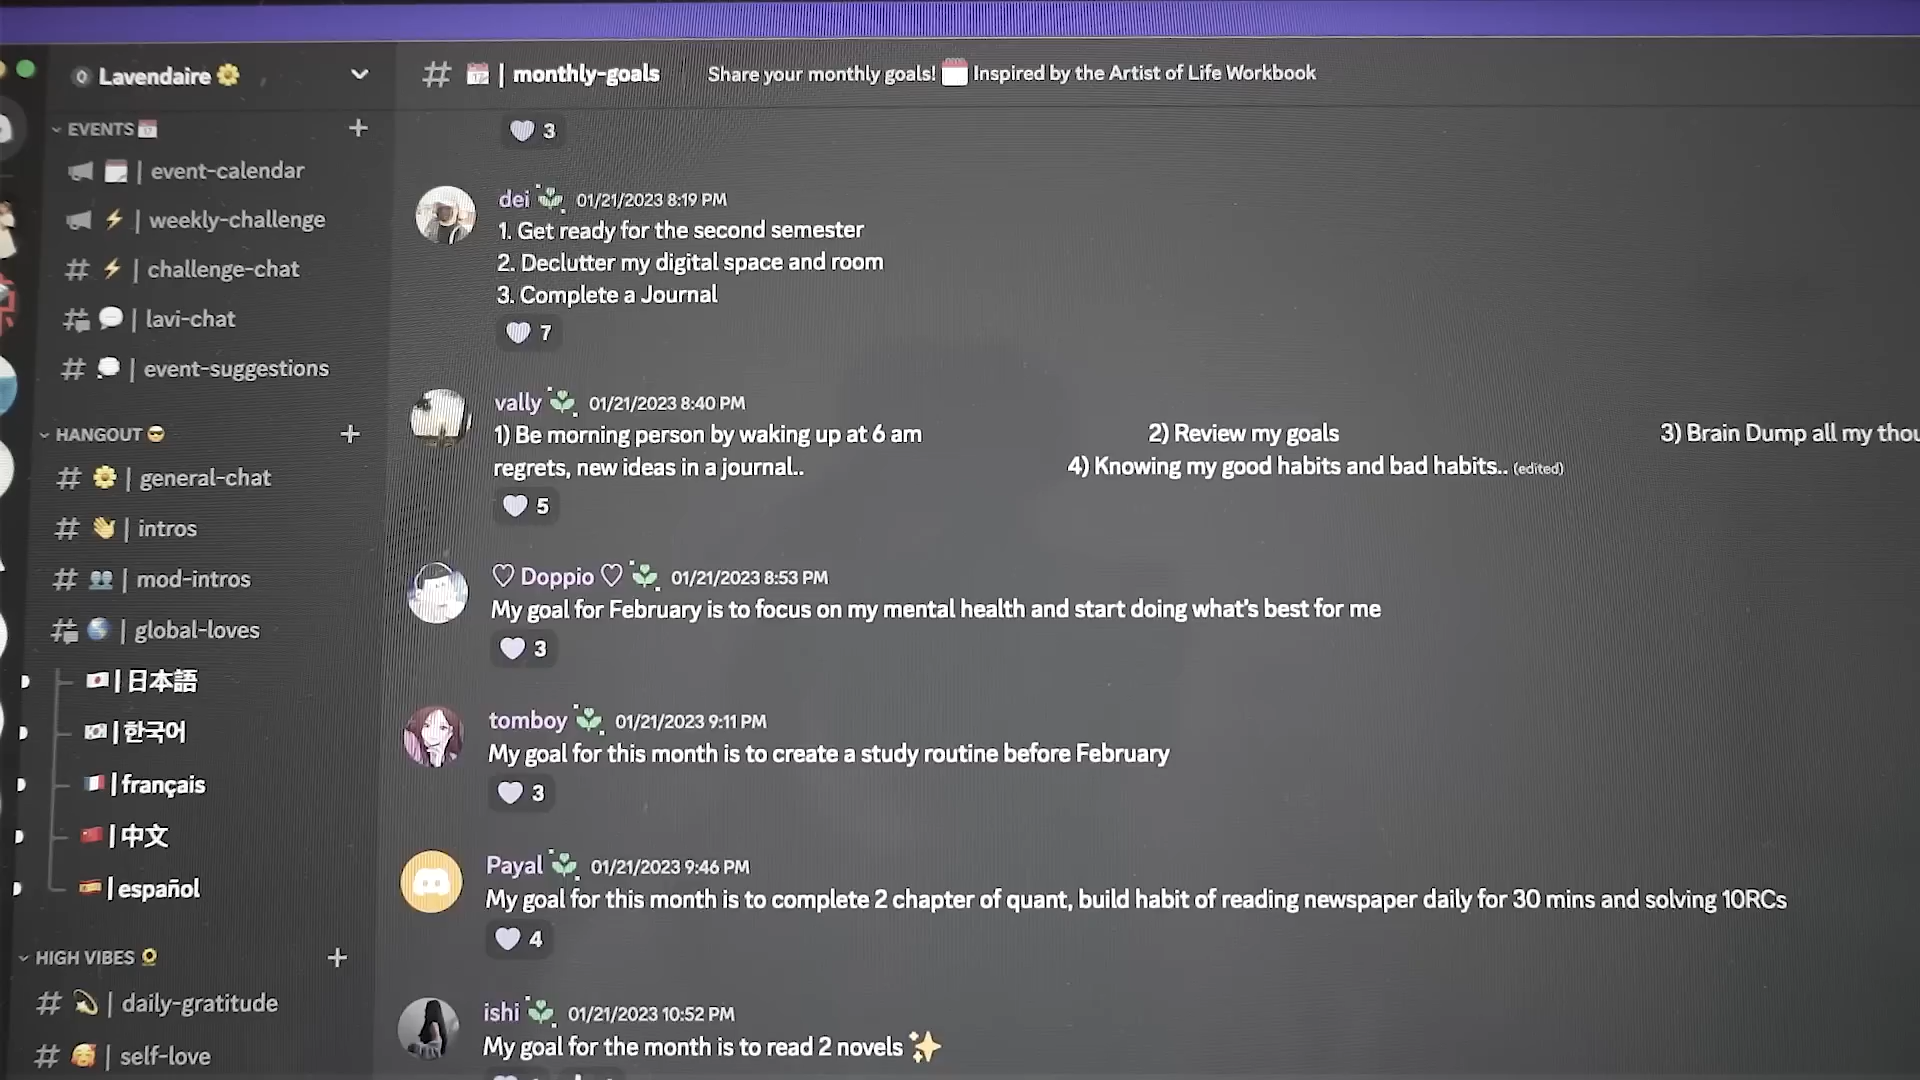 Lavendaire
EVENTS
event-calendar
weekly-challenge
challenge-chat
lavi-chat
event-suggestions
HANGOUT
general-chat
intros
mod-intros
global-loves
日本語
한국어
français
中文
español
HIGH VIBES
daily-gratitude
self-love
monthly-goals Share your monthly goals! Inspired by the Artist of Life Workbook
3
dei 01/21/2023 8:19 PM
1. Get ready for the second semester
2. Declutter my digital space and room
3. Complete a Journal
7
vally 01/21/2023 8:40 PM
1) Be morning person by waking up at 6 am 2) Review my goals 3) Brain Dump all my thou
regrets, new ideas in a journal.. 4) Knowing my good habits and bad habits.. (edited)
5
♡ Doppio ♡ 01/21/2023 8:53 PM
My goal for February is to focus on my mental health and start doing what's best for me
3
tomboy 01/21/2023 9:11 PM
My goal for this month is to create a study routine before February
3
Payal 01/21/2023 9:46 PM
My goal for this month is to complete 2 chapter of quant, build habit of reading newspaper daily for 30 mins and solving 10RCs
4
ishi 01/21/2023 10:52 PM
My goal for the month is to read 2 novels ✨